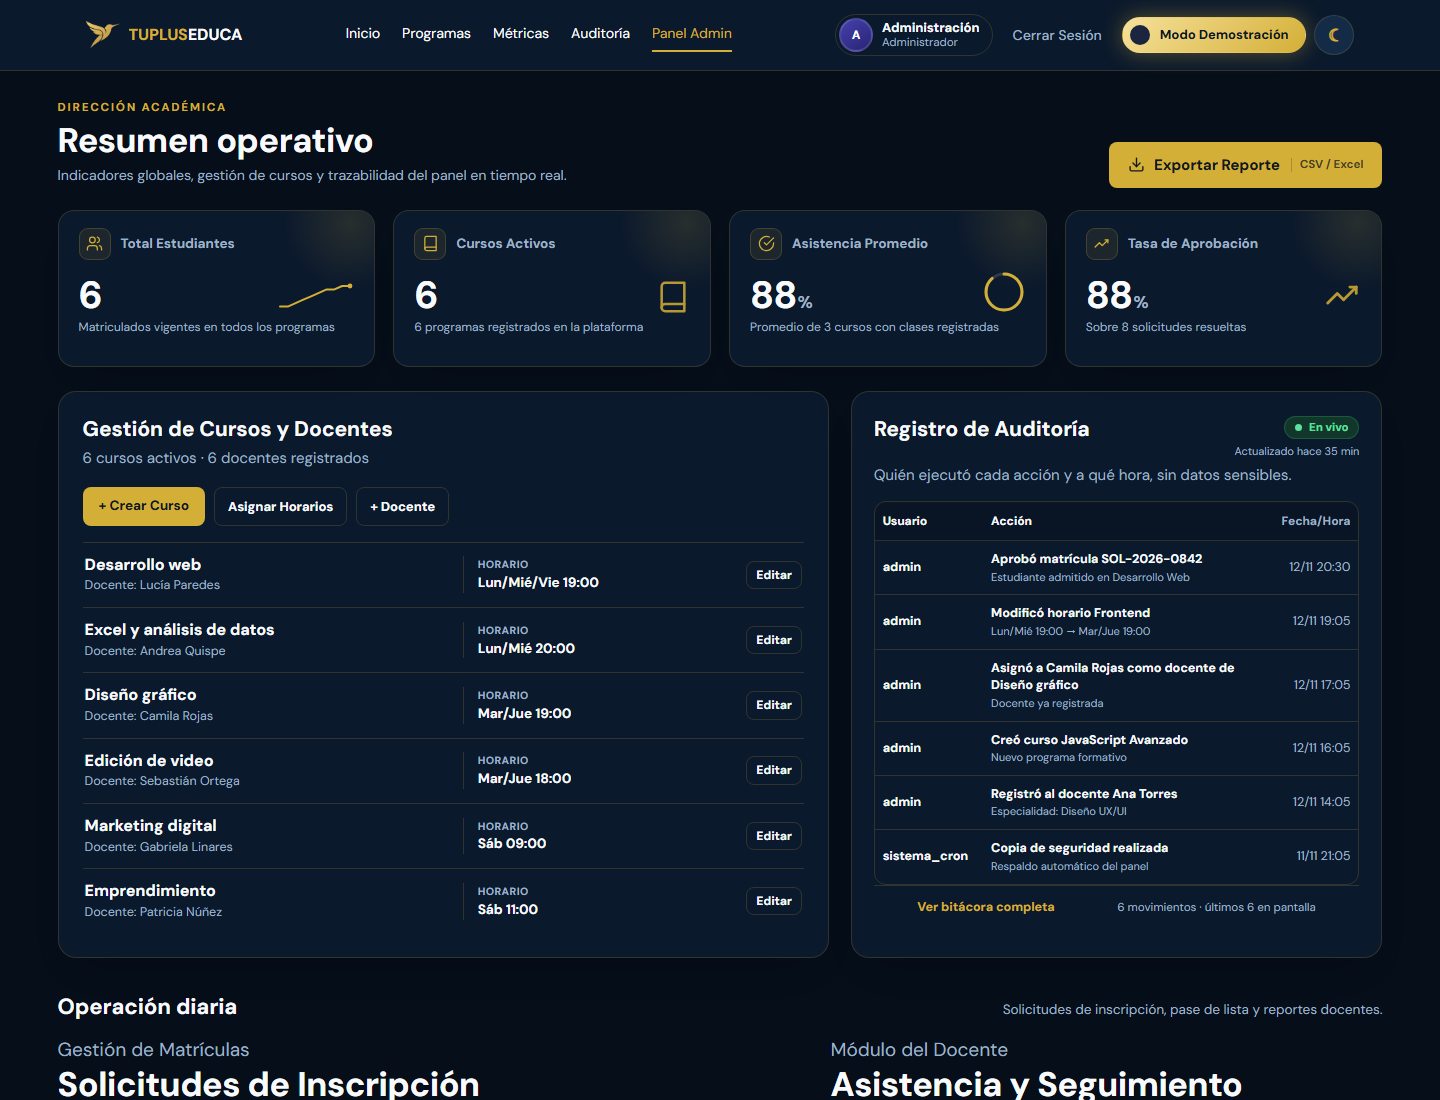 TUPLUSEDUCA
Inicio
Programas
Métricas
Auditoría
Panel Admin
A
Administración
Administrador
Cerrar Sesión
Modo Demostración
DIRECCIÓN ACADÉMICA
Resumen operativo
Indicadores globales, gestión de cursos y trazabilidad del panel en tiempo real.
Exportar Reporte
CSV / Excel
Total Estudiantes
6
Matriculados vigentes en todos los programas
Cursos Activos
6
6 programas registrados en la plataforma
Asistencia Promedio
88%
Promedio de 3 cursos con clases registradas
Tasa de Aprobación
88%
Sobre 8 solicitudes resueltas
Gestión de Cursos y Docentes
6 cursos activos · 6 docentes registrados
+ Crear Curso
Asignar Horarios
+ Docente
Desarrollo web
Docente: Lucía Paredes
HORARIO
Lun/Mié/Vie 19:00
Editar
Excel y análisis de datos
Docente: Andrea Quispe
HORARIO
Lun/Mié 20:00
Editar
Diseño gráfico
Docente: Camila Rojas
HORARIO
Mar/Jue 19:00
Editar
Edición de video
Docente: Sebastián Ortega
HORARIO
Mar/Jue 18:00
Editar
Marketing digital
Docente: Gabriela Linares
HORARIO
Sáb 09:00
Editar
Emprendimiento
Docente: Patricia Núñez
HORARIO
Sáb 11:00
Editar
Registro de Auditoría
En vivo
Actualizado hace 35 min
Quién ejecutó cada acción y a qué hora, sin datos sensibles.
Usuario
Acción
Fecha/Hora
admin
Aprobó matrícula SOL-2026-0842
Estudiante admitido en Desarrollo Web
12/11 20:30
admin
Modificó horario Frontend
Lun/Mié 19:00 → Mar/Jue 19:00
12/11 19:05
admin
Asignó a Camila Rojas como docente de
Diseño gráfico
Docente ya registrada
12/11 17:05
admin
Creó curso JavaScript Avanzado
Nuevo programa formativo
12/11 16:05
admin
Registró al docente Ana Torres
Especialidad: Diseño UX/UI
12/11 14:05
sistema_cron
Copia de seguridad realizada
Respaldo automático del panel
11/11 21:05
Ver bitácora completa
6 movimientos · últimos 6 en pantalla
Operación diaria
Solicitudes de inscripción, pase de lista y reportes docentes.
Gestión de Matrículas
Solicitudes de Inscripción
Módulo del Docente
Asistencia y Seguimiento